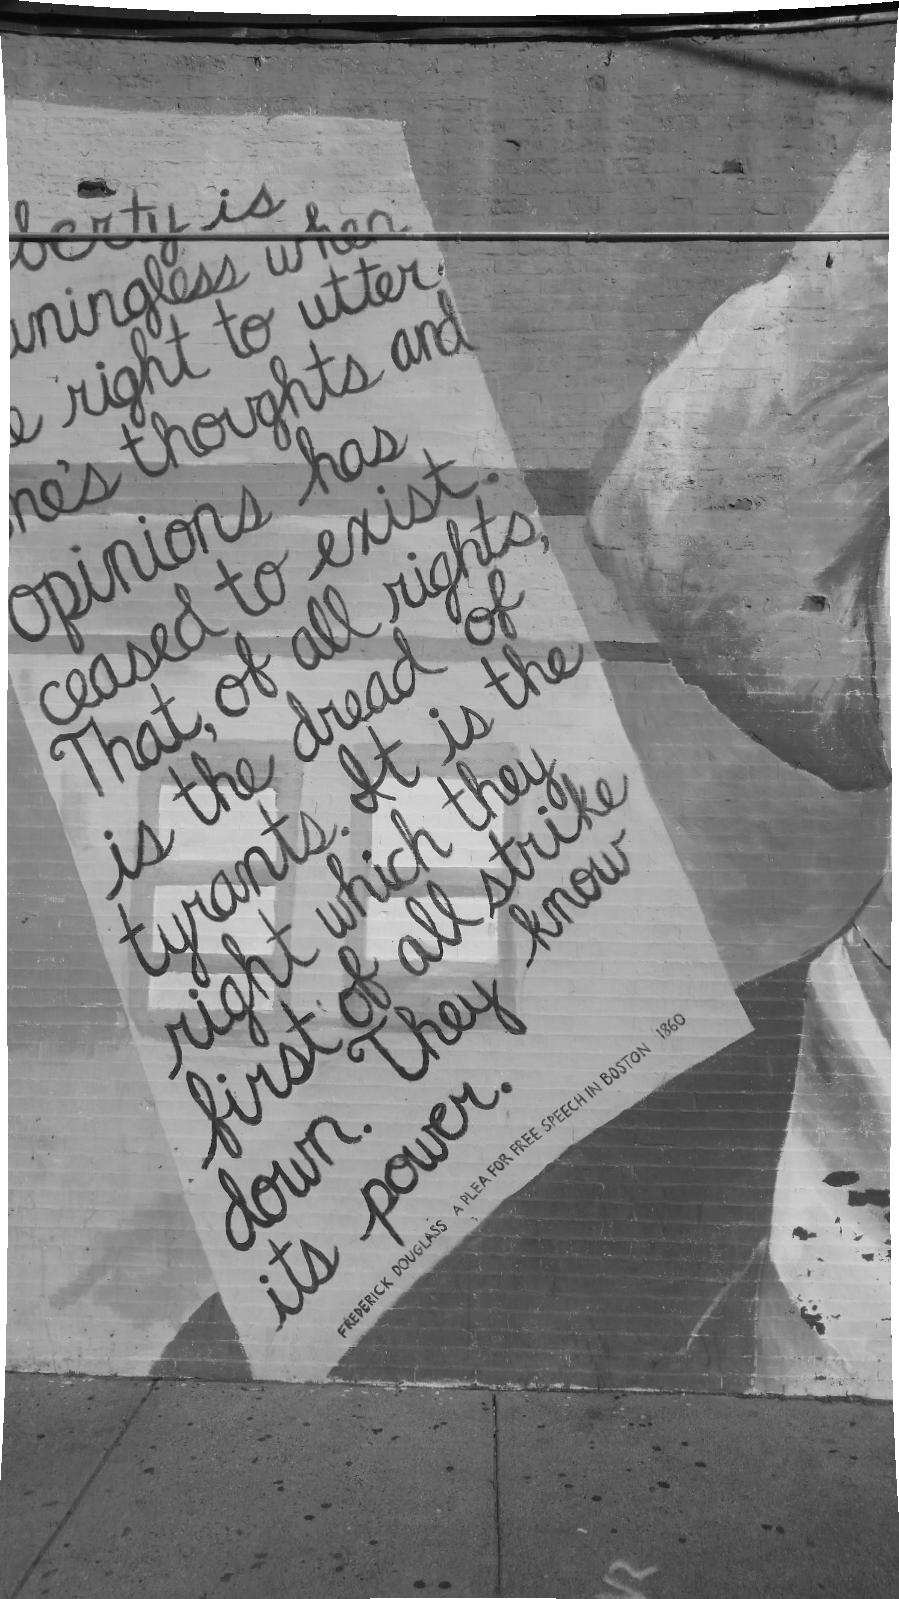 berty is
uningless when
e right to utter
ne's thoughts and
opinions has
ceased to exist.
That, of all rights,
is the dread of
tyrants. It is the
right which they
first of all strike
down. They know
its power.
FREDERICK DOUGLASS A PLEA FOR FREE SPEECH IN BOSTON 1860